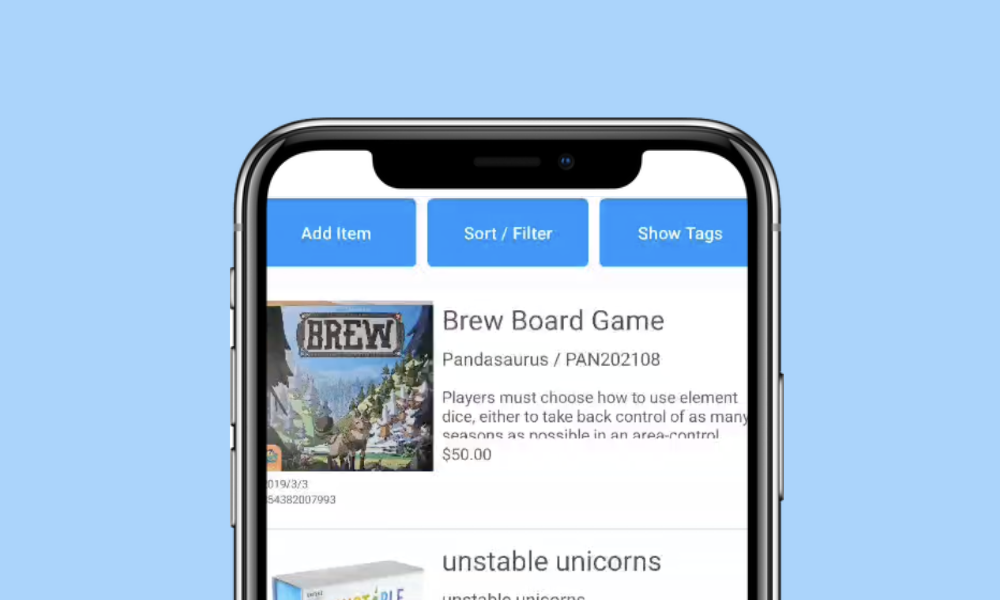 Add Item
Sort / Filter
Show Tags
BREW
Brew Board Game
Pandasaurus / PAN202108
Players must choose how to use element
dice, either to take back control of as many
seasons as possible in an area-control
$50.00
019/3/3
54382007993
unstable unicorns
unstable unicorns